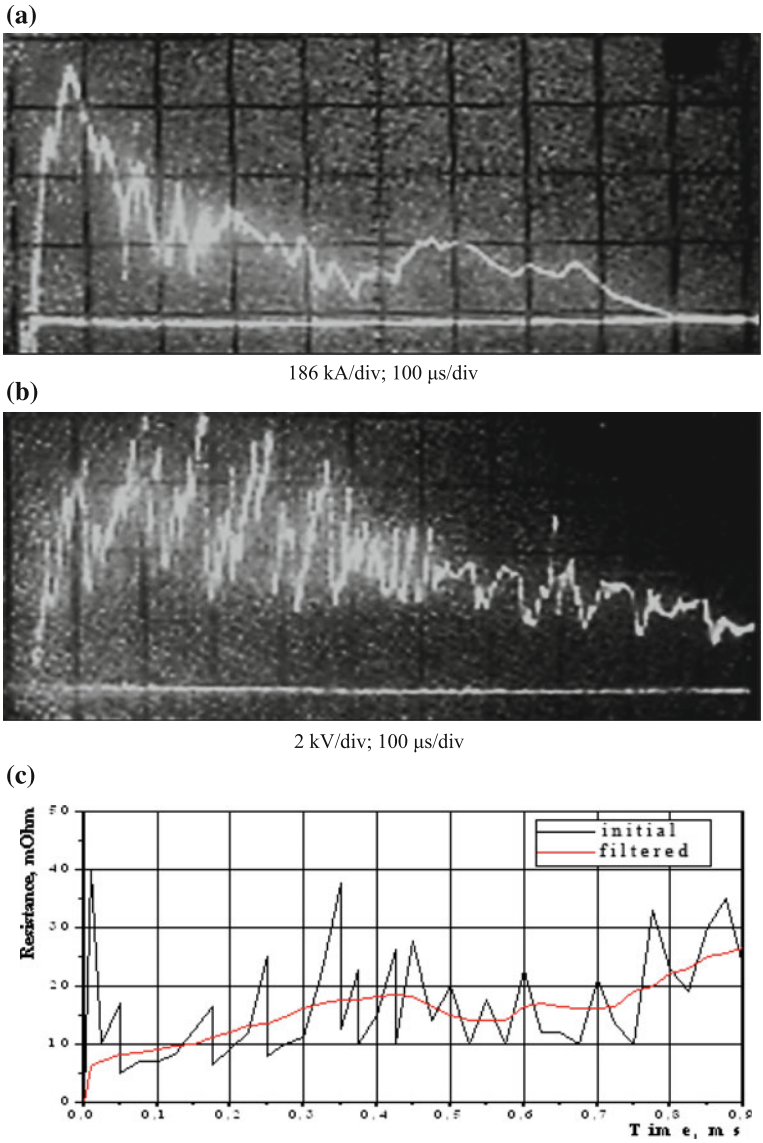 (a)
186 kA/div; 100 μs/div
(b)
2 kV/div; 100 μs/div
(c)
Resistance, mOhm
50
40
30
20
10
0
initial
filtered
0.0 0.1 0.2 0.3 0.4 0.5 0.6 0.7 0.8 0.9
Time, ms